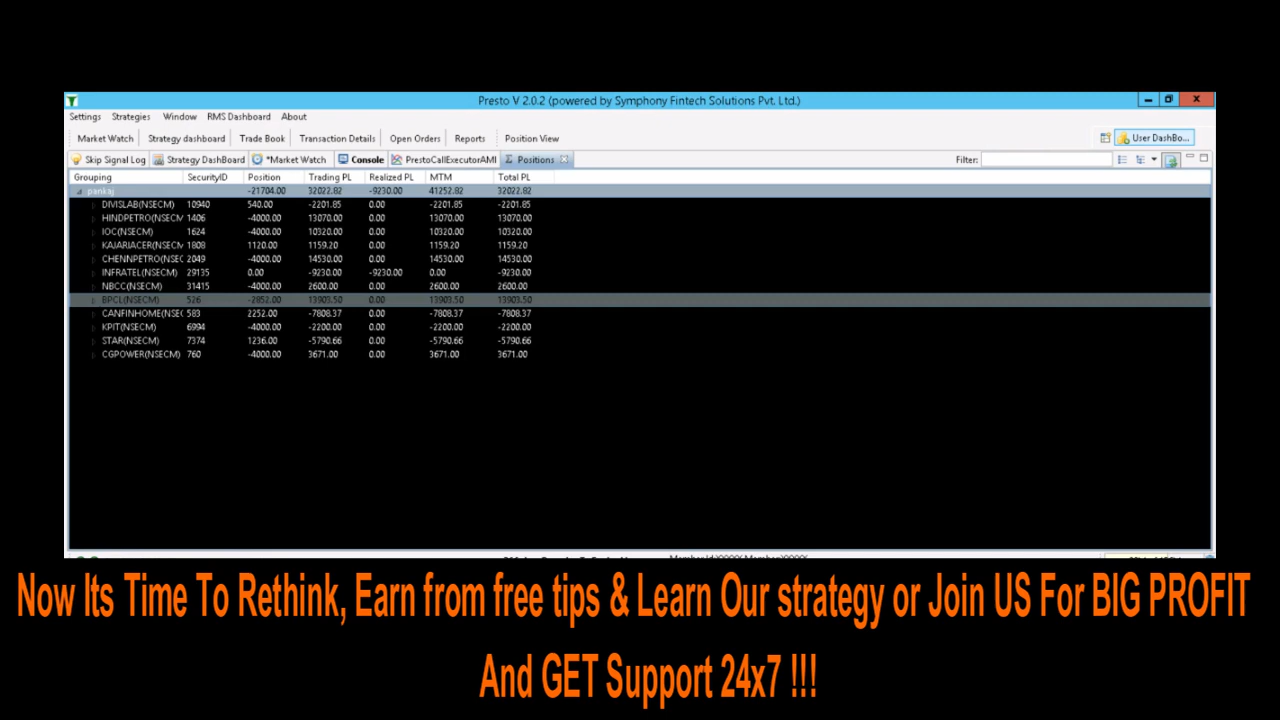 Presto V 2.0.2 (powered by Symphony Fintech Solutions Pvt. Ltd.)
Settings Strategies Window RMS Dashboard About
Market Watch Strategy dashboard Trade Book Transaction Details Open Orders Reports Position View User DashBo...
Skip Signal Log Strategy DashBoard *Market Watch Console PrestoCallExecutorAMI Σ Positions Filter:
Grouping SecurityID Position Trading PL Realized PL MTM Total PL
pankaj -21704.00 32022.82 -9230.00 41252.82 32022.82
DIVISLAB(NSECM) 10940 540.00 -2201.85 0.00 -2201.85 -2201.85
HINDPETRO(NSECM 1406 -4000.00 13070.00 0.00 13070.00 13070.00
IOC(NSECM) 1624 -4000.00 10320.00 0.00 10320.00 10320.00
KAJARIACER(NSECM 1808 1120.00 1159.20 0.00 1159.20 1159.20
CHENNPETRO(NSEC 2049 -4000.00 14530.00 0.00 14530.00 14530.00
INFRATEL(NSECM) 29135 0.00 -9230.00 -9230.00 0.00 -9230.00
NBCC(NSECM) 31415 -4000.00 2600.00 0.00 2600.00 2600.00
BPCL(NSECM) 526 -2852.00 13903.50 0.00 13903.50 13903.50
CANFINHOME(NSEC 583 2252.00 -7808.37 0.00 -7808.37 -7808.37
KPIT(NSECM) 6994 -4000.00 -2200.00 0.00 -2200.00 -2200.00
STAR(NSECM) 7374 1236.00 -5790.66 0.00 -5790.66 -5790.66
CGPOWER(NSECM) 760 -4000.00 3671.00 0.00 3671.00 3671.00
Now Its Time To Rethink, Earn from free tips & Learn Our strategy or Join US For BIG PROFIT
And GET Support 24x7 !!!